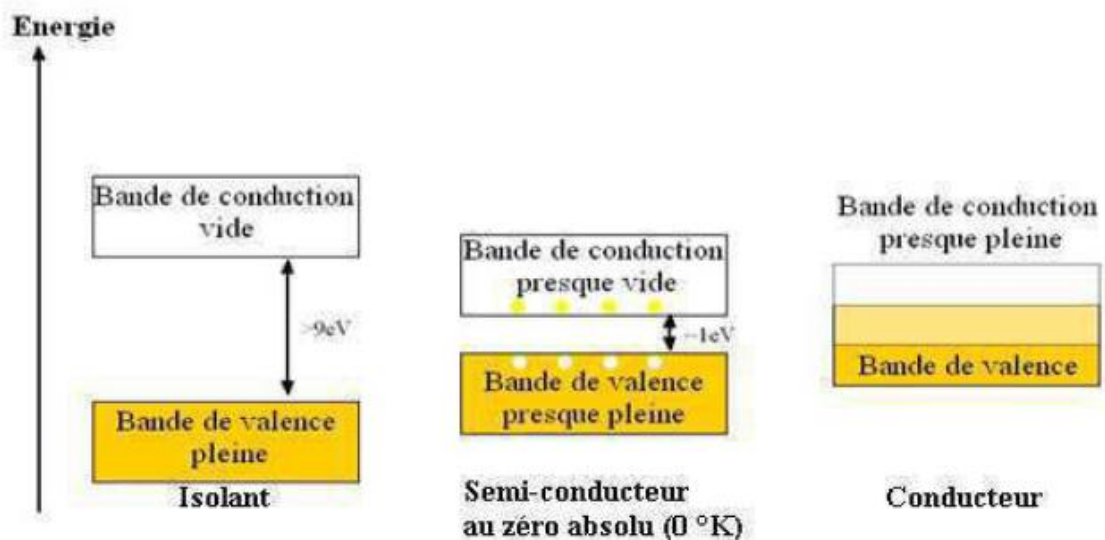 Energie
Bande de conduction
vide
>9eV
Bande de valence
pleine
Isolant
Bande de conduction
presque vide
~1eV
Bande de valence
presque pleine
Semi-conducteur
au zéro absolu (0 °K)
Bande de conduction
presque pleine
Bande de valence
Conducteur